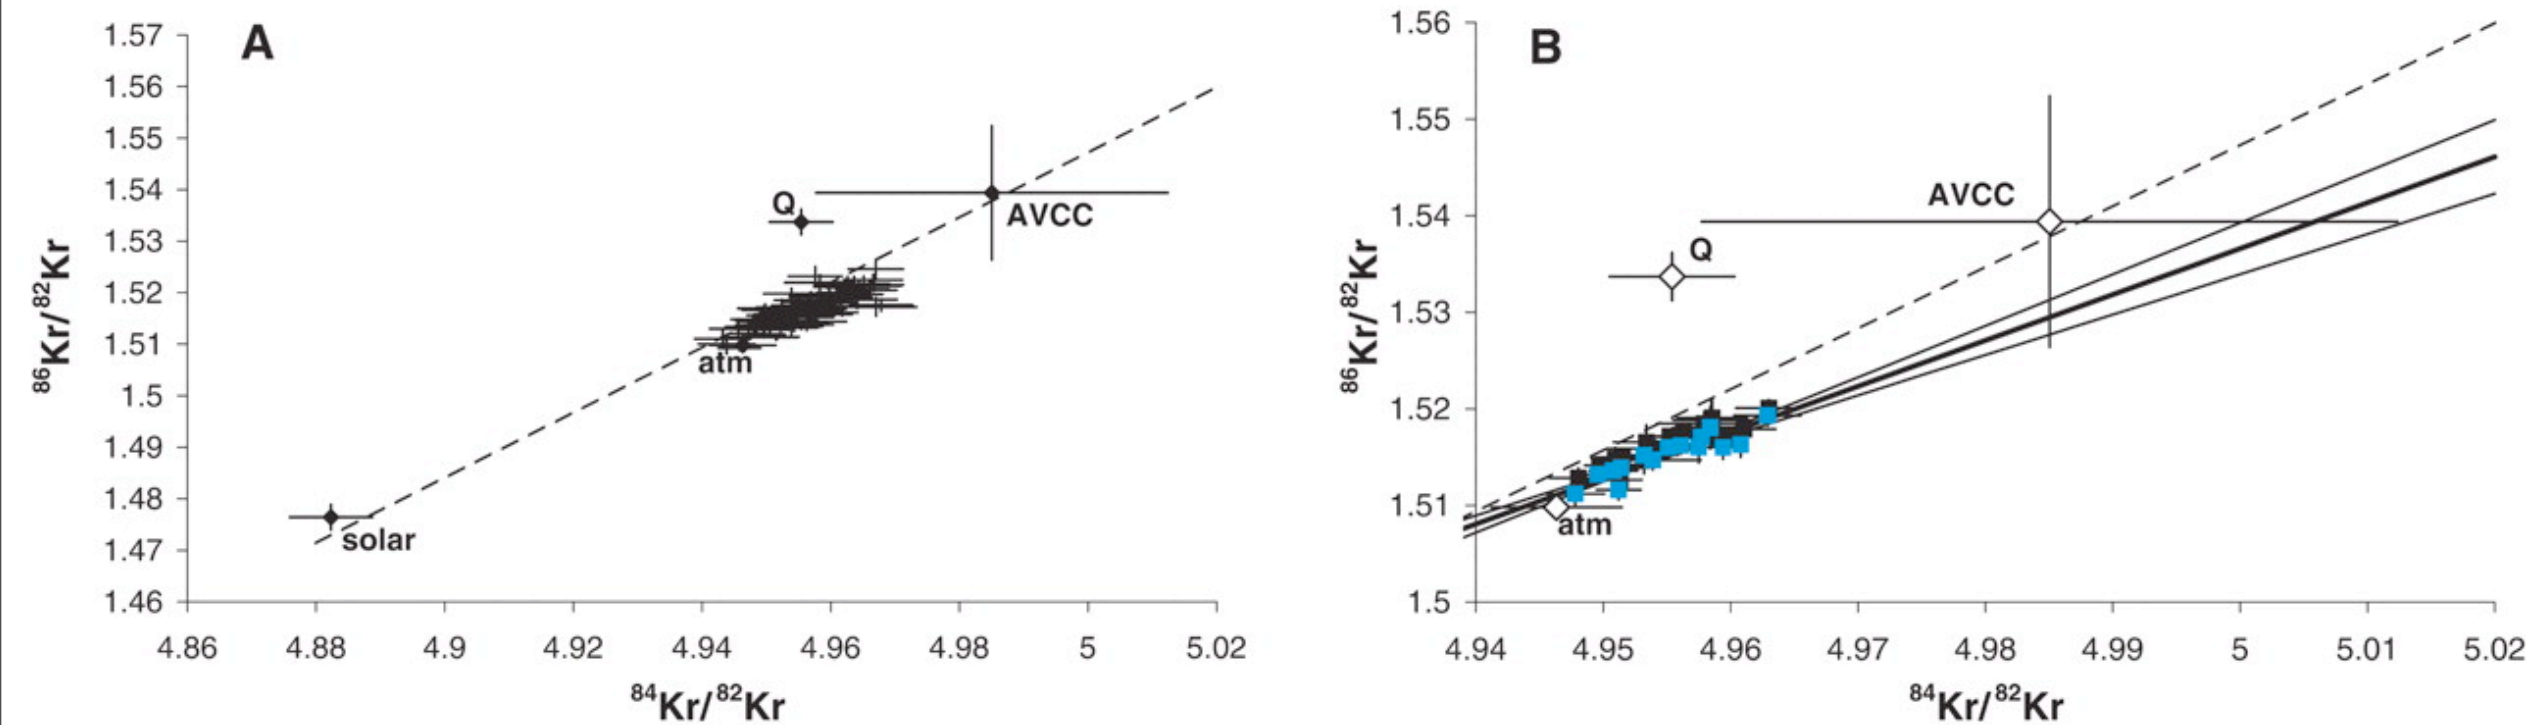 A
1.57
1.56
1.55
1.54
1.53
1.52
1.51
1.5
1.49
1.48
1.47
1.46
⁸⁶Kr/⁸²Kr
Q
AVCC
atm
solar
4.86 4.88 4.9 4.92 4.94 4.96 4.98 5 5.02
⁸⁴Kr/⁸²Kr
B
1.56
1.55
1.54
1.53
1.52
1.51
1.5
⁸⁶Kr/⁸²Kr
AVCC
Q
atm
4.94 4.95 4.96 4.97 4.98 4.99 5 5.01 5.02
⁸⁴Kr/⁸²Kr